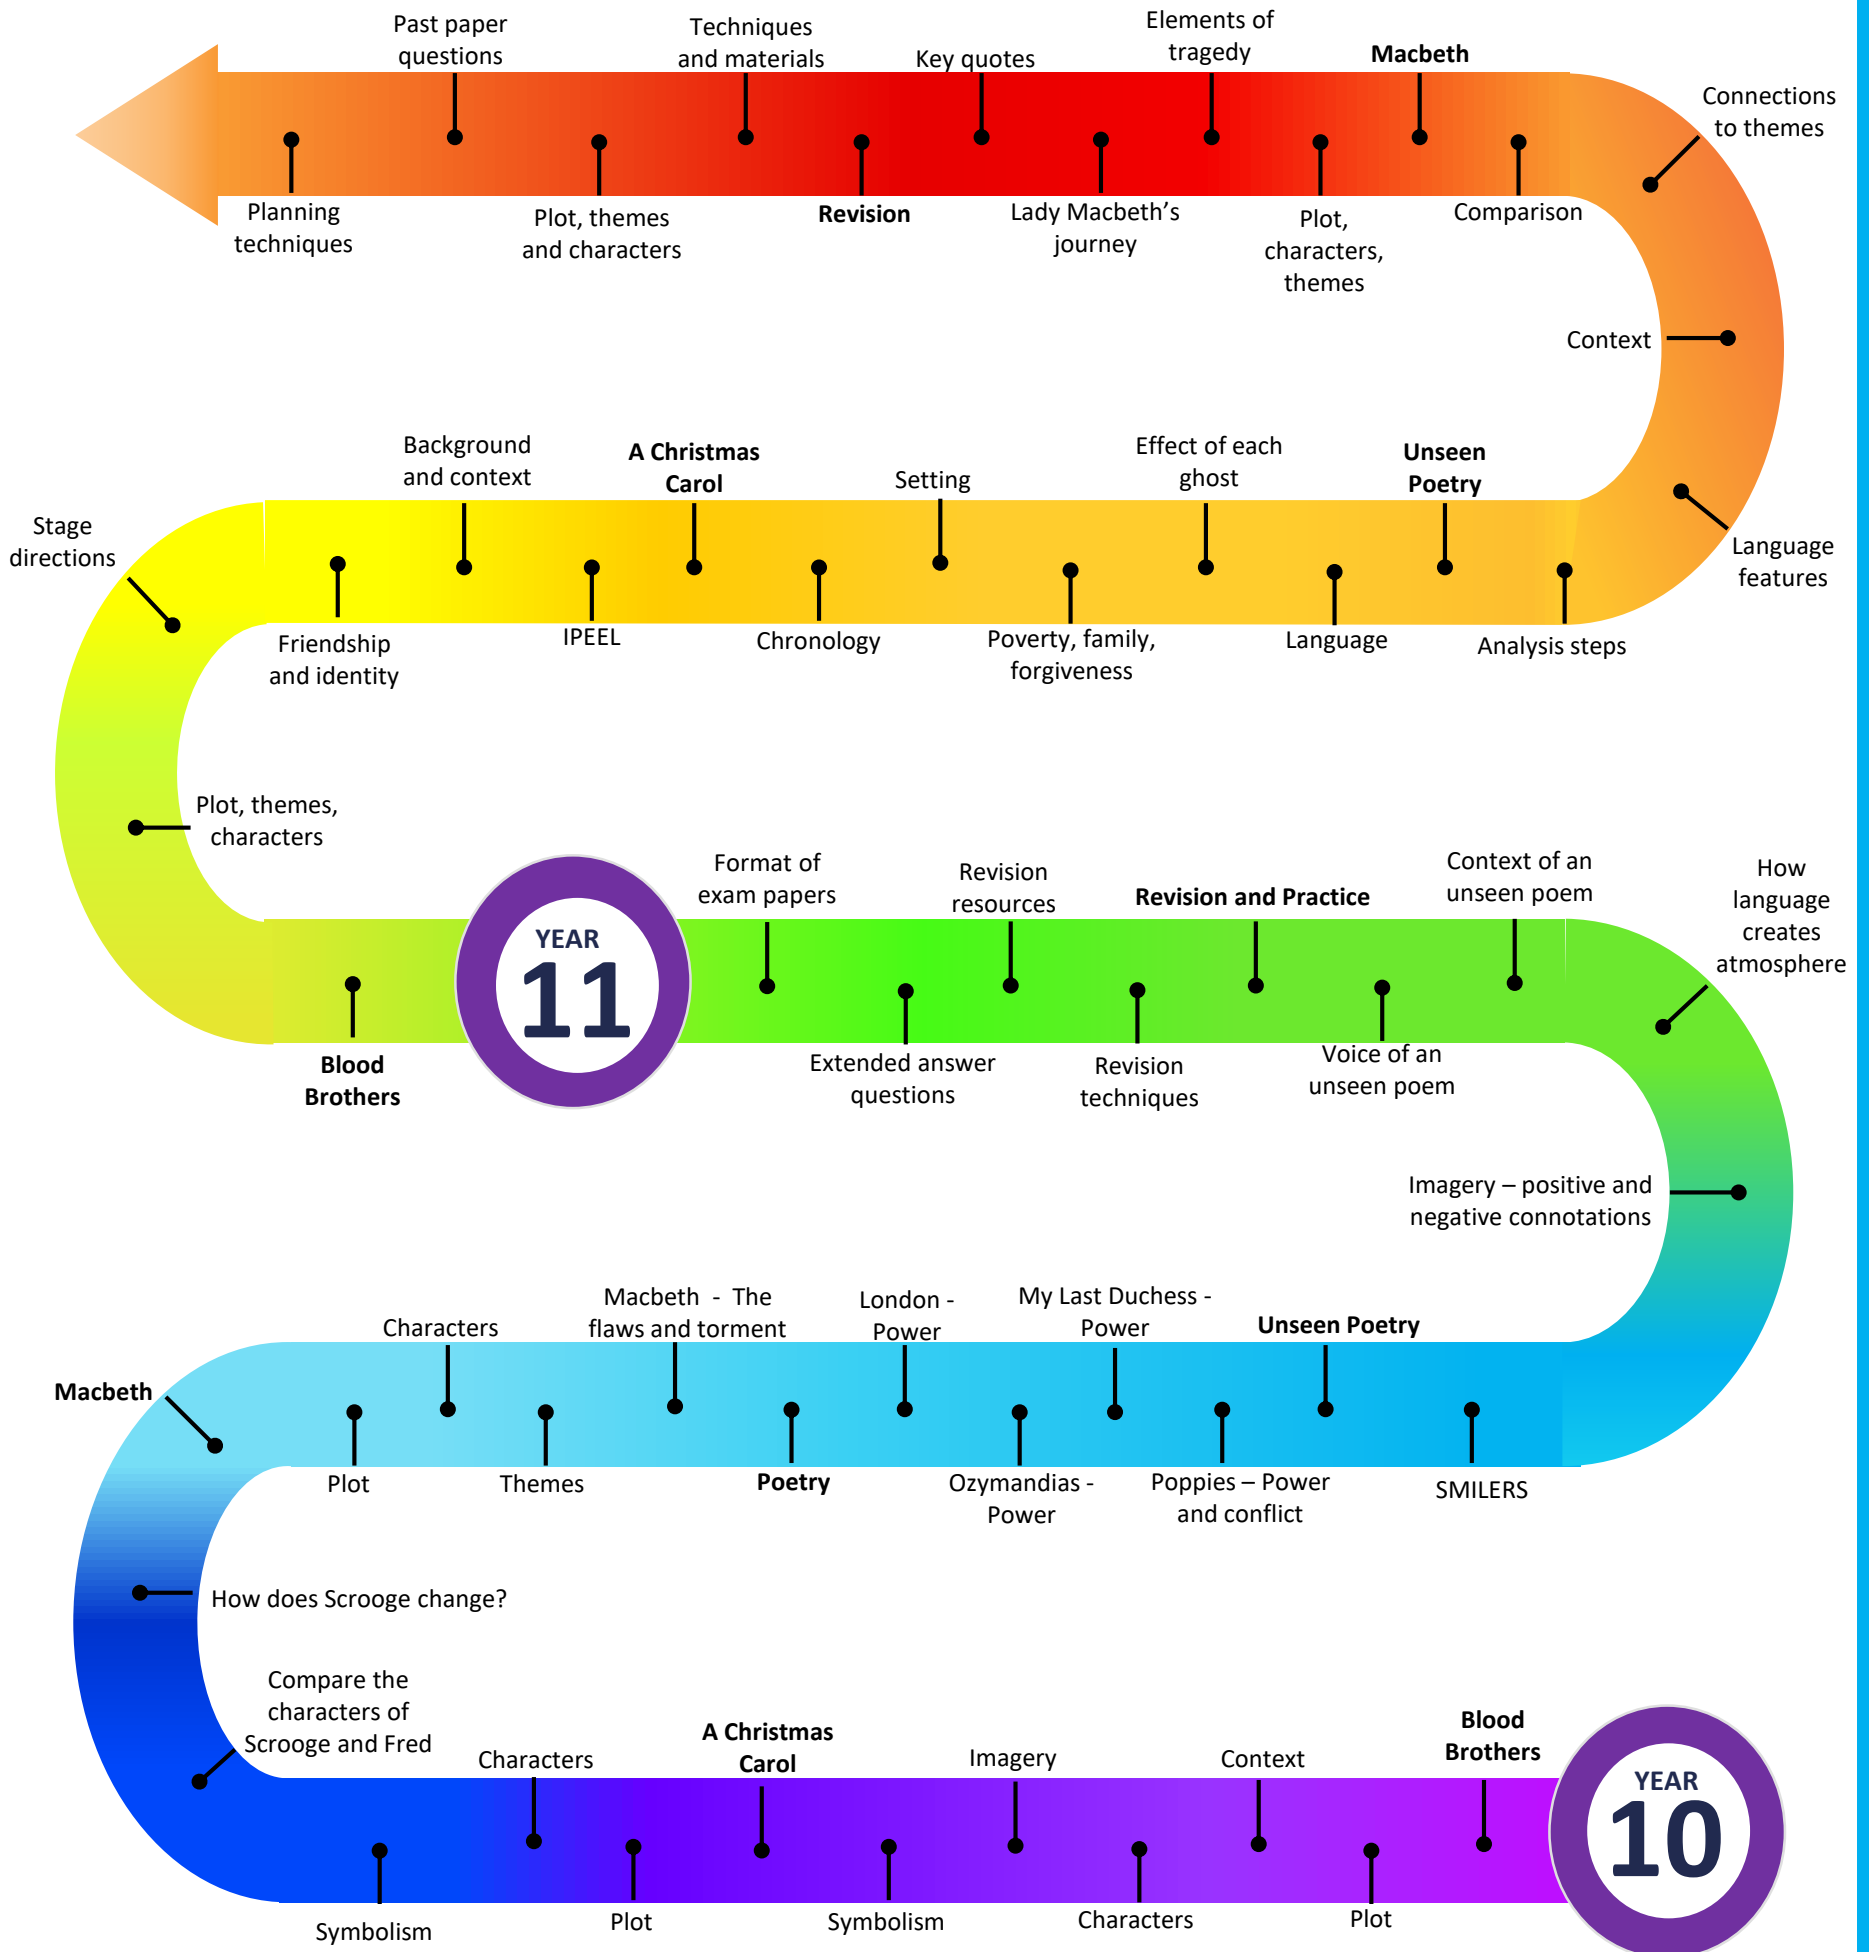 Past paper
questions
Techniques
and materials
Key quotes
Elements of
tragedy
Macbeth
Connections
to themes
Planning
techniques
Plot, themes
and characters
Revision
Lady Macbeth's
journey
Plot,
characters,
themes
Comparison
Context
Background
and context
A Christmas
Carol
Setting
Effect of each
ghost
Unseen
Poetry
Stage
directions
Language
features
Friendship
and identity
IPEEL
Chronology
Poverty, family,
forgiveness
Language
Analysis steps
Plot, themes,
characters
Format of
exam papers
Revision
resources
Revision and Practice
Context of an
unseen poem
How
language
creates
atmosphere
YEAR
11
Blood
Brothers
Extended answer
questions
Revision
techniques
Voice of an
unseen poem
Imagery – positive and
negative connotations
Characters
Macbeth - The
flaws and torment
London -
Power
My Last Duchess -
Power
Unseen Poetry
Macbeth
Plot
Themes
Poetry
Ozymandias -
Power
Poppies – Power
and conflict
SMILERS
How does Scrooge change?
Compare the
characters of
Scrooge and Fred
Characters
A Christmas
Carol
Imagery
Context
Blood
Brothers
YEAR
10
Symbolism
Plot
Symbolism
Characters
Plot